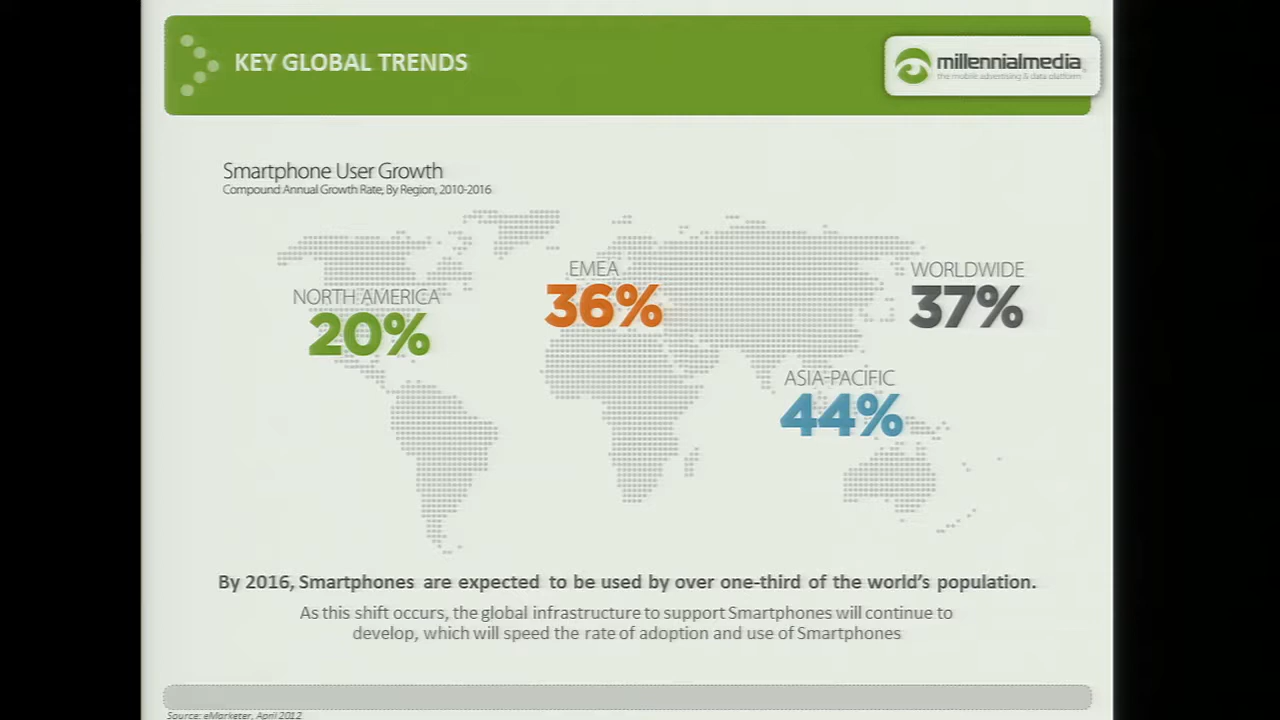 KEY GLOBAL TRENDS
millennialmedia
the mobile advertising & data platform
Smartphone User Growth
Compound Annual Growth Rate, By Region, 2010-2016
EMEA
36%
WORLDWIDE
37%
NORTH AMERICA
20%
ASIA-PACIFIC
44%
By 2016, Smartphones are expected to be used by over one-third of the world's population.
As this shift occurs, the global infrastructure to support Smartphones will continue to
develop, which will speed the rate of adoption and use of Smartphones
Source: eMarketer, April 2012